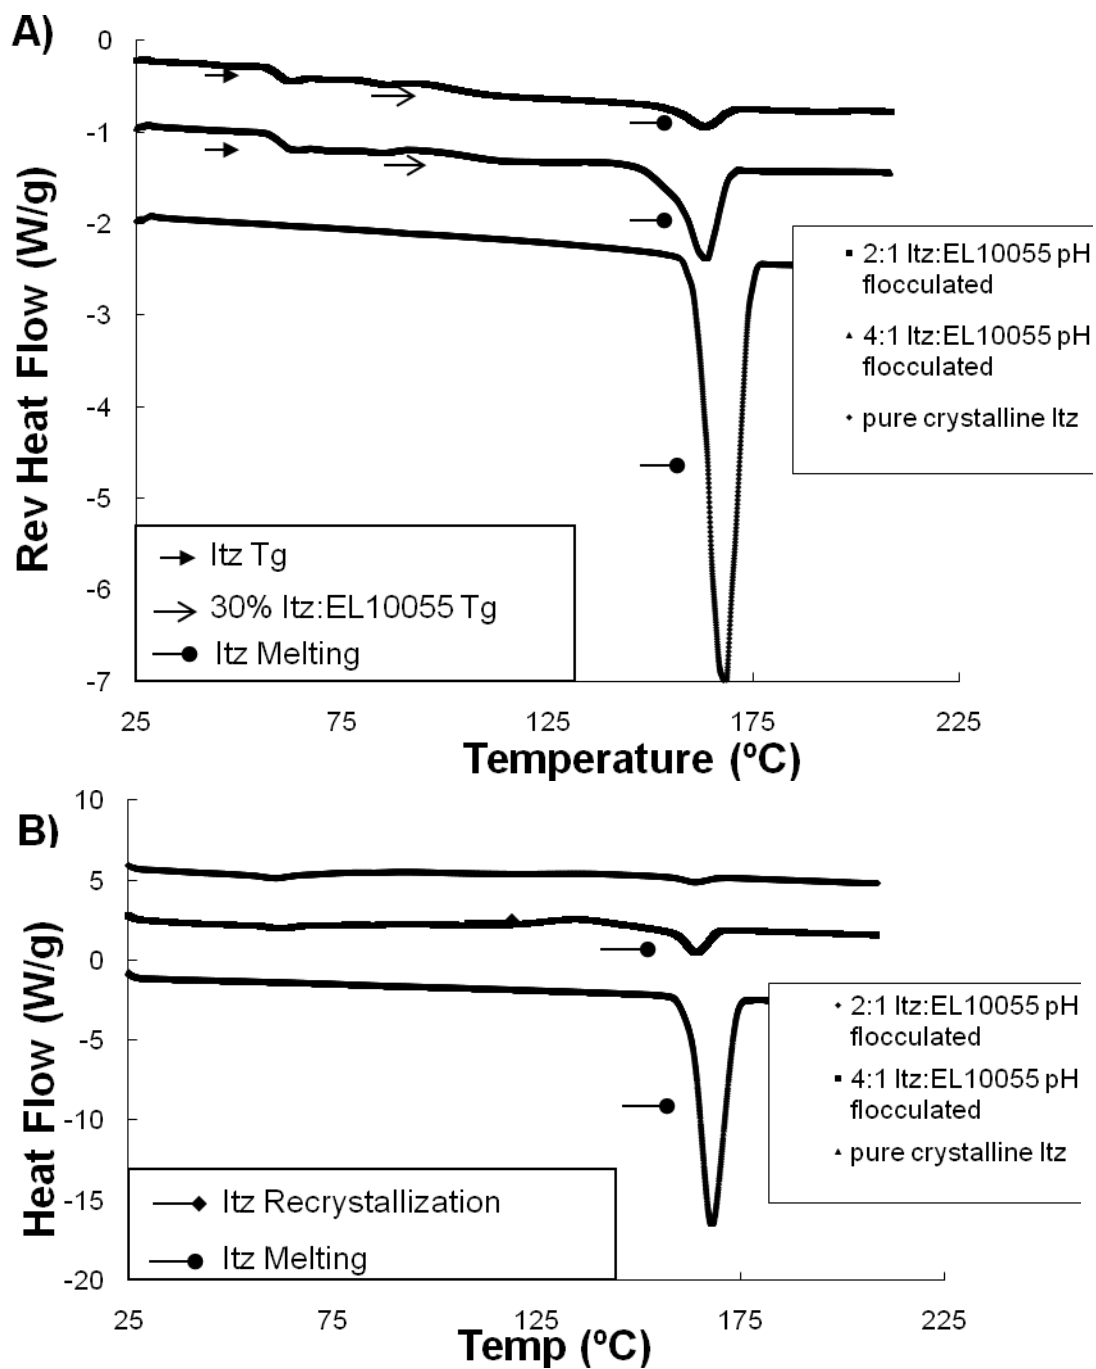 A)
0
-1
-2
-3
-4
-5
-6
-7
Rev Heat Flow (W/g)
2:1 Itz:EL10055 pH
flocculated
4:1 Itz:EL10055 pH
flocculated
pure crystalline Itz
Itz Tg
30% Itz:EL10055 Tg
Itz Melting
25 75 125 175 225
Temperature (ºC)
B)
10
5
0
-5
-10
-15
-20
Heat Flow (W/g)
2:1 Itz:EL10055 pH
flocculated
4:1 Itz:EL10055 pH
flocculated
pure crystalline Itz
Itz Recrystallization
Itz Melting
25 75 125 175 225
Temp (ºC)